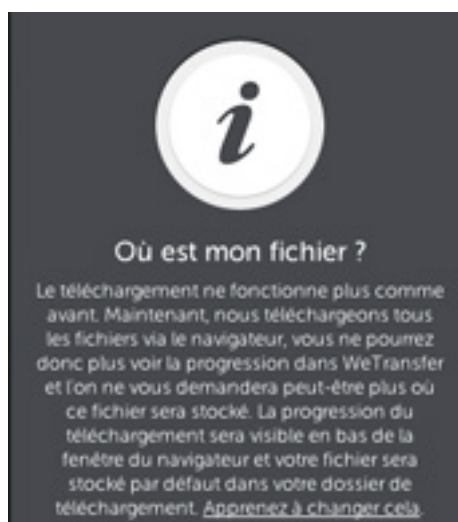 i
Où est mon fichier ?
Le téléchargement ne fonctionne plus comme
avant. Maintenant, nous téléchargeons tous
les fichiers via le navigateur, vous ne pourrez
donc plus voir la progression dans WeTransfer
et l'on ne vous demandera peut-être plus où
ce fichier sera stocké. La progression du
téléchargement sera visible en bas de la
fenêtre du navigateur et votre fichier sera
stocké par défaut dans votre dossier de
téléchargement. Apprenez à changer cela.